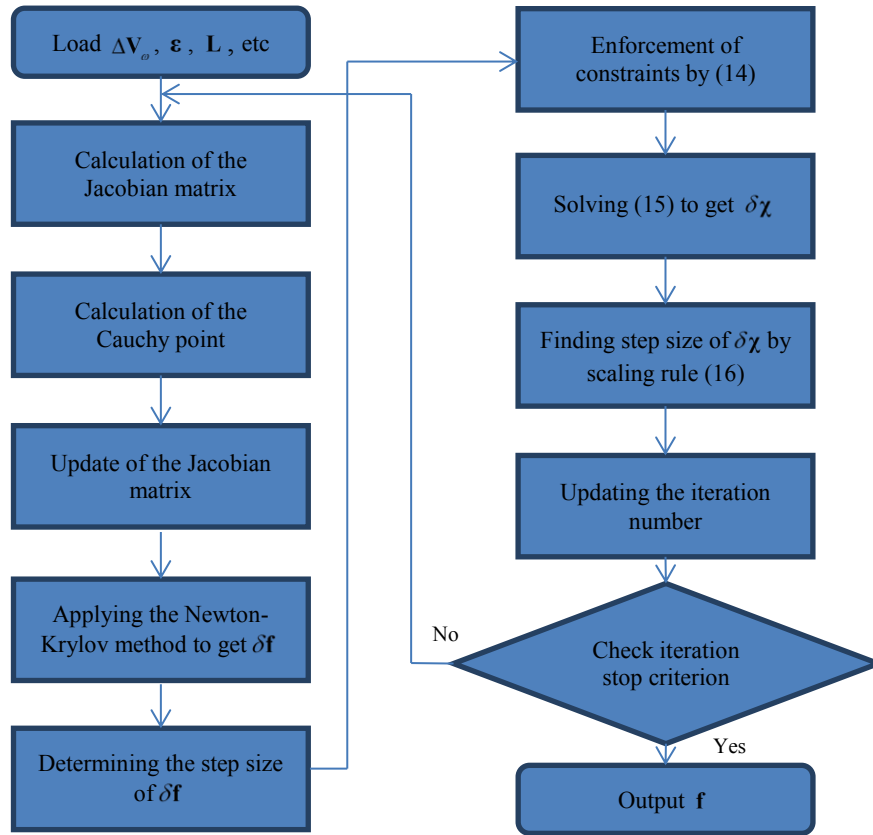 Load ΔV_ω, ε, L, etc
Calculation of the
Jacobian matrix
Calculation of the
Cauchy point
Update of the Jacobian
matrix
Applying the Newton-
Krylov method to get δf
Determining the step size
of δf
Enforcement of
constraints by (14)
Solving (15) to get δχ
Finding step size of δχ by
scaling rule (16)
Updating the iteration
number
Check iteration
stop criterion
No
Yes
Output f